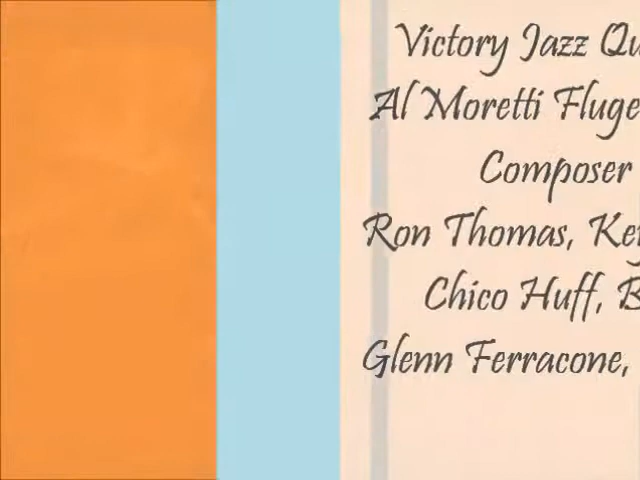 Victory Jazz Qu
Al Moretti Fluge
Composer
Ron Thomas, Ke
Chico Huff, B
Glenn Ferracone,